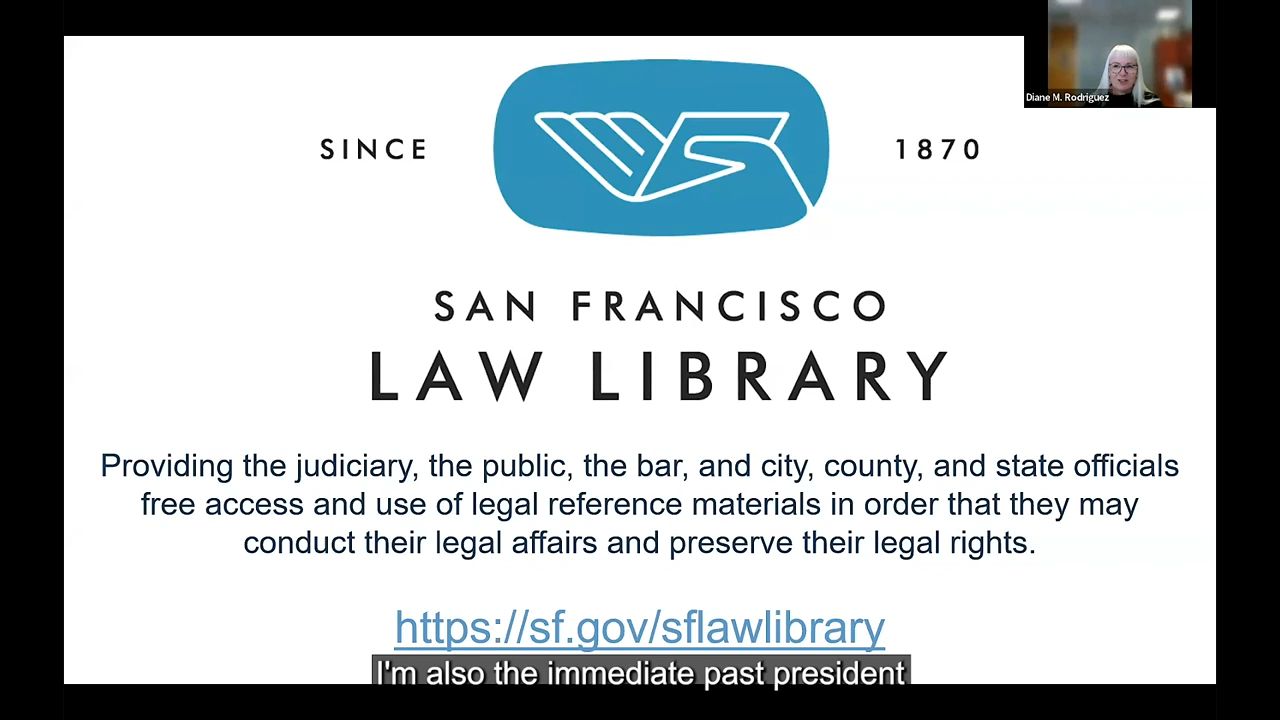 Diane M. Rodriguez
SINCE 1870
SAN FRANCISCO
LAW LIBRARY
Providing the judiciary, the public, the bar, and city, county, and state officials
free access and use of legal reference materials in order that they may
conduct their legal affairs and preserve their legal rights.
https://sf.gov/sflawlibrary
I'm also the immediate past president